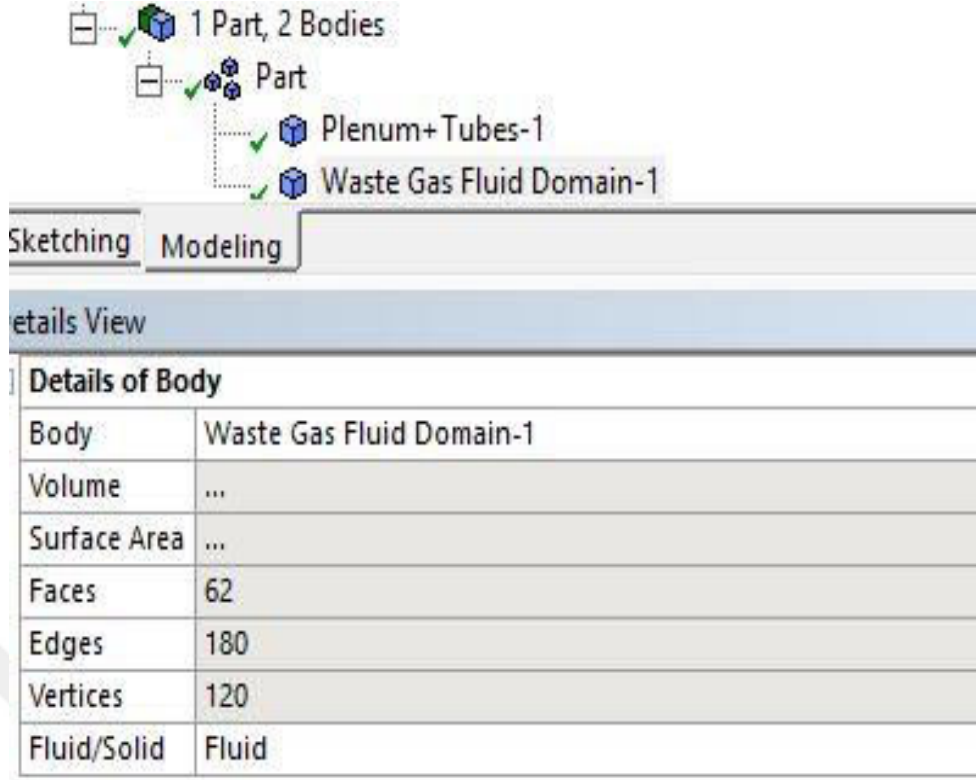 1 Part, 2 Bodies
Part
Plenum+Tubes-1
Waste Gas Fluid Domain-1
Sketching Modeling
etails View
Details of Body
Body Waste Gas Fluid Domain-1
Volume ...
Surface Area ...
Faces 62
Edges 180
Vertices 120
Fluid/Solid Fluid